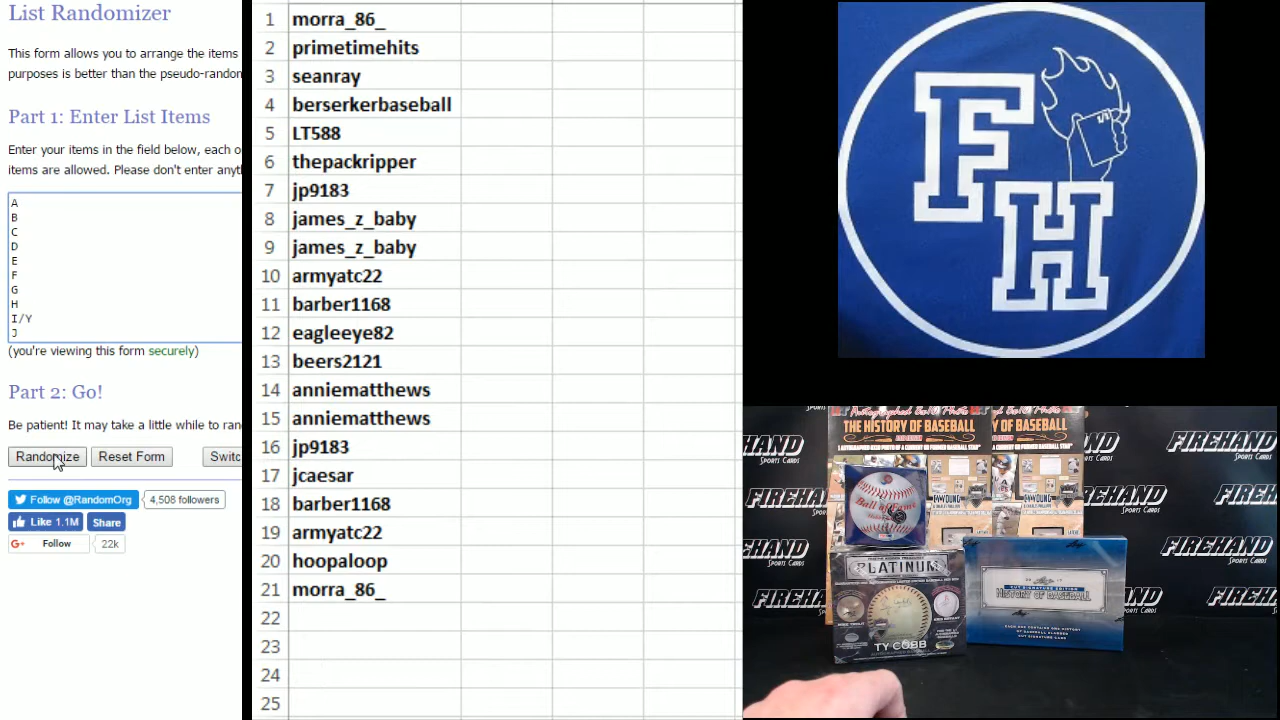 List Randomizer
This form allows you to arrange the items
purposes is better than the pseudo-random
Part 1: Enter List Items
Enter your items in the field below, each o
items are allowed. Please don't enter anyt
A
B
C
D
E
F
G
H
I/Y
J
(you're viewing this form securely)
Part 2: Go!
Be patient! It may take a little while to ran
Randomize
Reset Form
Switc
Follow @RandomOrg
4,508 followers
Like 1.1M
Share
Follow
22k
1 morra_86_
2 primetimehits
3 seanray
4 berserkerbaseball
5 LT588
6 thepackripper
7 jp9183
8 james_z_baby
9 james_z_baby
10 armyatc22
11 barber1168
12 eagleeye82
13 beers2121
14 anniematthews
15 anniematthews
16 jp9183
17 jcaesar
18 barber1168
19 armyatc22
20 hoopaloop
21 morra_86_
22
23
24
25
FH
THE HISTORY OF BASEBALL
FIREHAND
SPORTS CARDS
CY YOUNG
PLATINUM
TY COBB
HISTORY OF BASEBALL